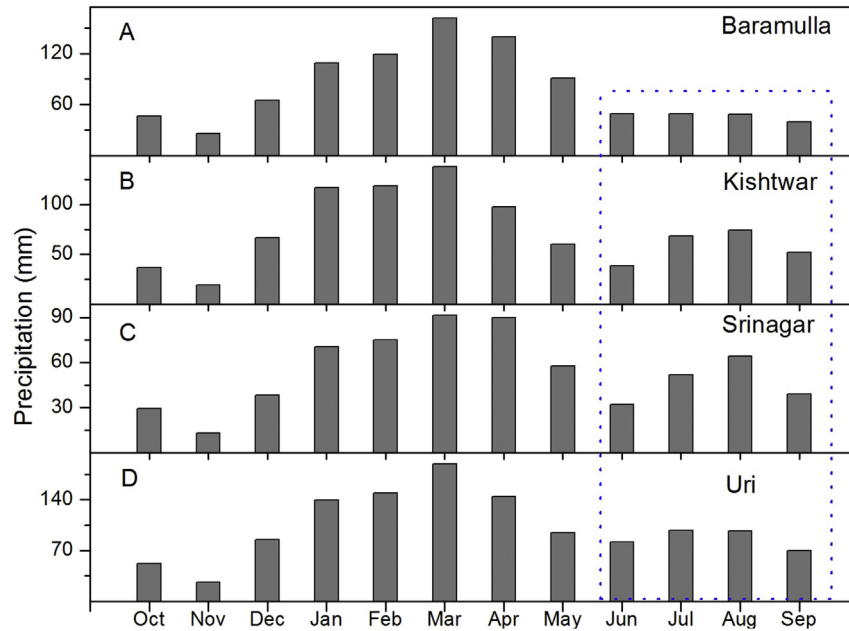 Precipitation (mm)
A
Baramulla
120
60
B
Kishtwar
100
50
C
Srinagar
90
60
30
D
Uri
140
70
Oct Nov Dec Jan Feb Mar Apr May Jun Jul Aug Sep